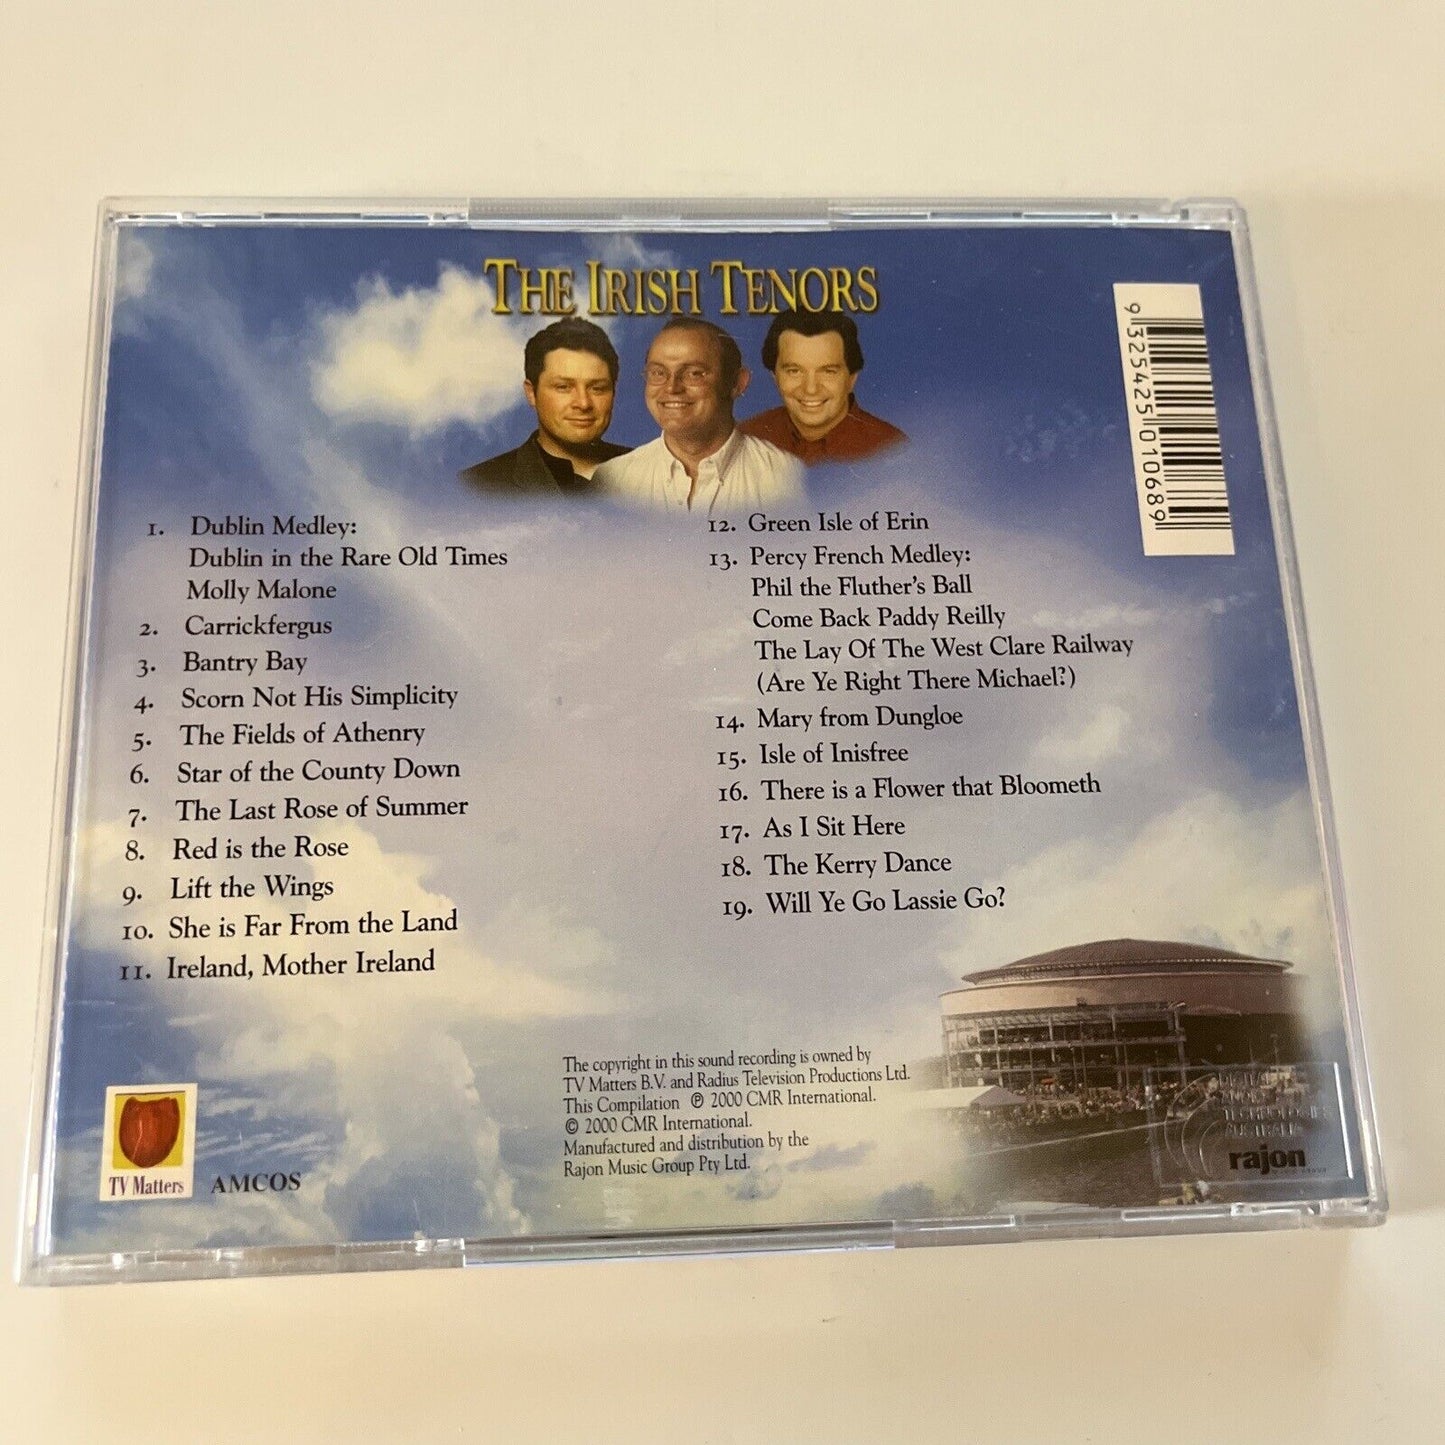 THE IRISH TENORS
9 325425 010689
1. Dublin Medley:
Dublin in the Rare Old Times
Molly Malone
2. Carrickfergus
3. Bantry Bay
4. Scorn Not His Simplicity
5. The Fields of Athenry
6. Star of the County Down
7. The Last Rose of Summer
8. Red is the Rose
9. Lift the Wings
10. She is Far From the Land
11. Ireland, Mother Ireland
12. Green Isle of Erin
13. Percy French Medley:
Phil the Fluther's Ball
Come Back Paddy Reilly
The Lay Of The West Clare Railway
(Are Ye Right There Michael?)
14. Mary from Dungloe
15. Isle of Inisfree
16. There is a Flower that Bloometh
17. As I Sit Here
18. The Kerry Dance
19. Will Ye Go Lassie Go?
The copyright in this sound recording is owned by
TV Matters B.V. and Radius Television Productions Ltd.
This Compilation ℗ 2000 CMR International.
© 2000 CMR International.
Manufactured and distribution by the
Rajon Music Group Pty Ltd.
TV Matters
AMCOS
DIGITAL
AUDIO
TECHNOLOGIES
AUSTRALIA
rajon